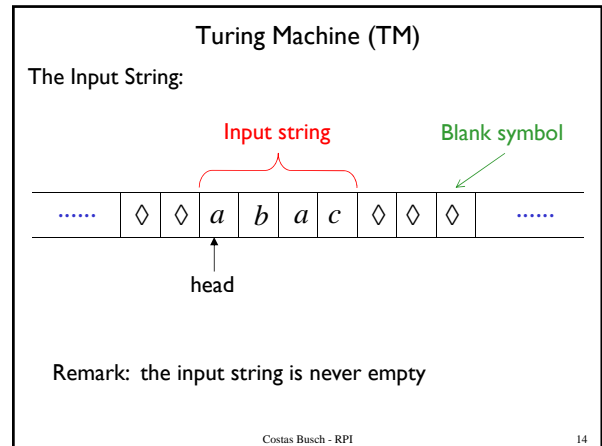 Turing Machine (TM)
The Input String:
Input string Blank symbol
...... ◊ ◊ a b a c ◊ ◊ ◊ ......
head
Remark: the input string is never empty
Costas Busch - RPI 14